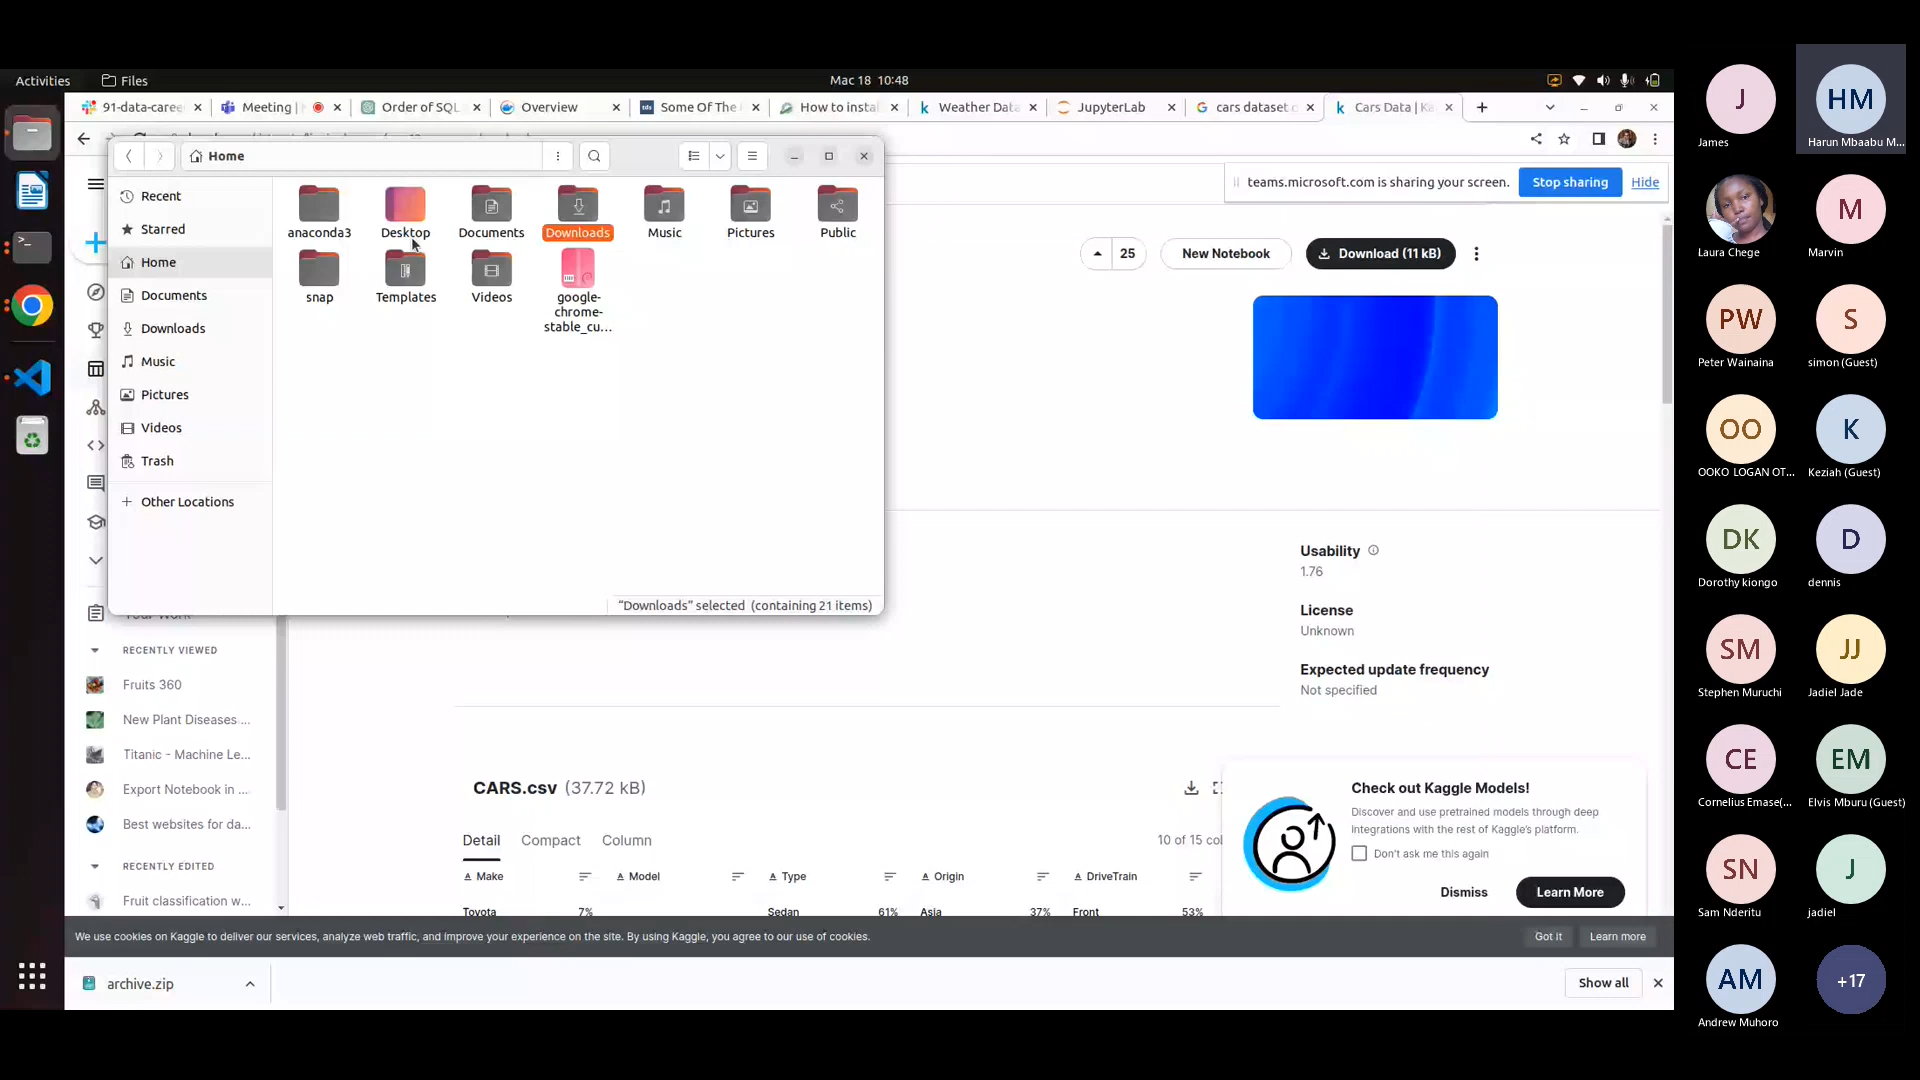 Activities
Files
Mac 18 10:48
91-data-caree
Meeting |
Order of SQL
Overview
Some Of The
How to insta
Weather Data
JupyterLab
cars dataset
Cars Data | Ka
Home
teams.microsoft.com is sharing your screen.
Stop sharing
Hide
Recent
Starred
Home
Documents
Downloads
Music
Pictures
Videos
Trash
Other Locations
anaconda3
Desktop
Documents
Downloads
Music
Pictures
Public
snap
Templates
Videos
google-
chrome-
stable_cu...
"Downloads" selected (containing 21 items)
25
New Notebook
Download (11 kB)
Usability
1.76
License
Unknown
Expected update frequency
Not specified
Your Work
RECENTLY VIEWED
Fruits 360
New Plant Diseases ...
Titanic - Machine Le...
Export Notebook in ...
Best websites for da...
RECENTLY EDITED
Fruit classification w...
CARS.csv (37.72 kB)
Detail
Compact
Column
10 of 15 col
Make
Model
Type
Origin
DriveTrain
Toyota 7%
Sedan 61%
Asia 37%
Front 53%
Check out Kaggle Models!
Discover and use pretrained models through deep
integrations with the rest of Kaggle's platform.
Don't ask me this again
Dismiss
Learn More
We use cookies on Kaggle to deliver our services, analyze web traffic, and improve your experience on the site. By using Kaggle, you agree to our use of cookies.
Got it
Learn more
archive.zip
Show all
J
James
HM
Harun Mbaabu M...
Laura Chege
M
Marvin
PW
Peter Wainaina
S
simon (Guest)
OO
OOKO LOGAN OT...
K
Keziah (Guest)
DK
Dorothy kiongo
D
dennis
SM
Stephen Muruchi
JJ
Jadiel Jade
CE
Cornelius Emase(...
EM
Elvis Mburu (Guest)
SN
Sam Nderitu
J
jadiel
AM
Andrew Muhoro
+17